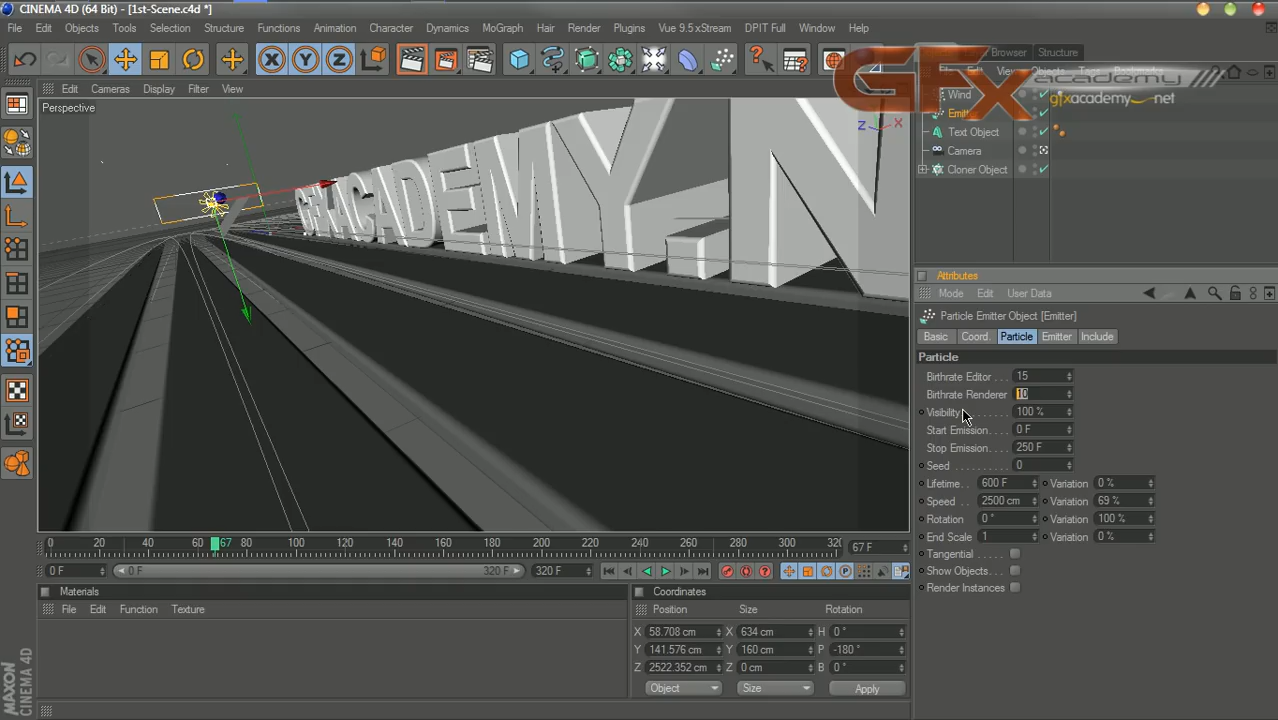 CINEMA 4D (64 Bit) - [1st-Scene.c4d *]
File Edit Objects Tools Selection Structure Functions Animation Character Dynamics MoGraph Hair Render Plugins Vue 9.5 xStream DPIT Full Window Help
X Y Z
Browser Structure
GFx academy
gfxacademy.net
Edit Cameras Display Filter View
Perspective
Z X
GFX.ACADEMY.N
Wind
Text Object
Camera
Cloner Object
Attributes
Mode Edit User Data
Particle Emitter Object [Emitter]
Basic Coord. Particle Emitter Include
Particle
Birthrate Editor . . . 15
Birthrate Renderer 10
Visibility 100 %
Start Emission. . . . 0 F
Stop Emission. . . . 250 F
Seed . . . . . . . . . . 0
Lifetime. . 600 F Variation 0 %
Speed . . 2500 cm Variation 69 %
Rotation 0 ° Variation 100 %
End Scale 1 Variation 0 %
Tangential . . . . . .
Show Objects. . . .
Render Instances
0 20 40 60 67 80 100 120 140 160 180 200 220 240 260 280 300 32
67 F
0 F 0 F 320 F 320 F
Materials
File Edit Function Texture
Coordinates
Position Size Rotation
X 58.708 cm X 634 cm H 0 °
Y 141.576 cm Y 160 cm P -180 °
Z 2522.352 cm Z 0 cm B 0 °
Object Size Apply
MAXON
CINEMA 4D